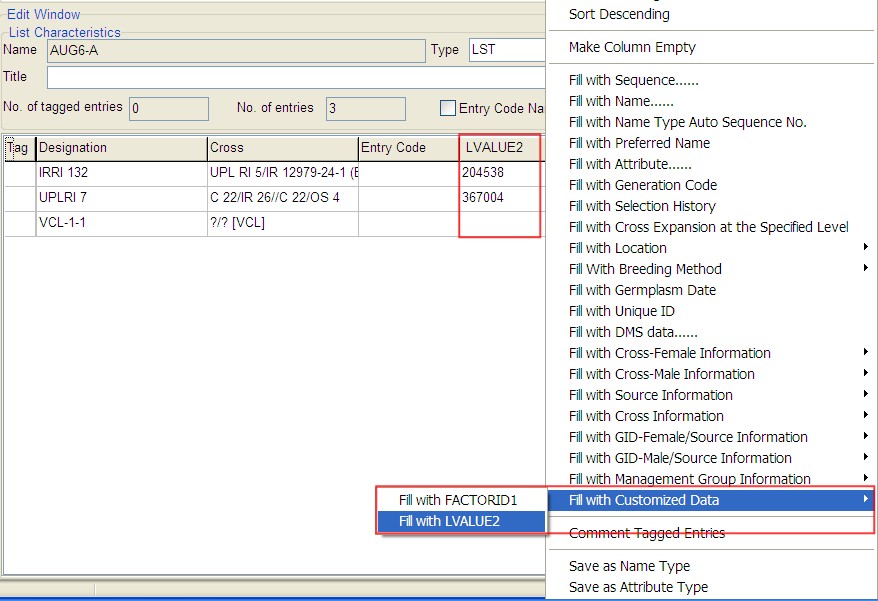 Edit Window
List Characteristics
Name AUG6-A Type LST
Title
No. of tagged entries 0 No. of entries 3 Entry Code Na
Tag Designation Cross Entry Code LVALUE2
IRRI 132 UPL RI 5/IR 12979-24-1 (E 204538
UPLRI 7 C 22/IR 26//C 22/OS 4 367004
VCL-1-1 ?/? [VCL]
Sort Descending
Make Column Empty
Fill with Sequence......
Fill with Name......
Fill with Name Type Auto Sequence No.
Fill with Preferred Name
Fill with Attribute......
Fill with Generation Code
Fill with Selection History
Fill with Cross Expansion at the Specified Level
Fill with Location
Fill With Breeding Method
Fill with Germplasm Date
Fill with Unique ID
Fill with DMS data......
Fill with Cross-Female Information
Fill with Cross-Male Information
Fill with Source Information
Fill with Cross Information
Fill with GID-Female/Source Information
Fill with GID-Male/Source Information
Fill with Management Group Information
Fill with Customized Data
Fill with FACTORID1
Fill with LVALUE2
Comment Tagged Entries
Save as Name Type
Save as Attribute Type